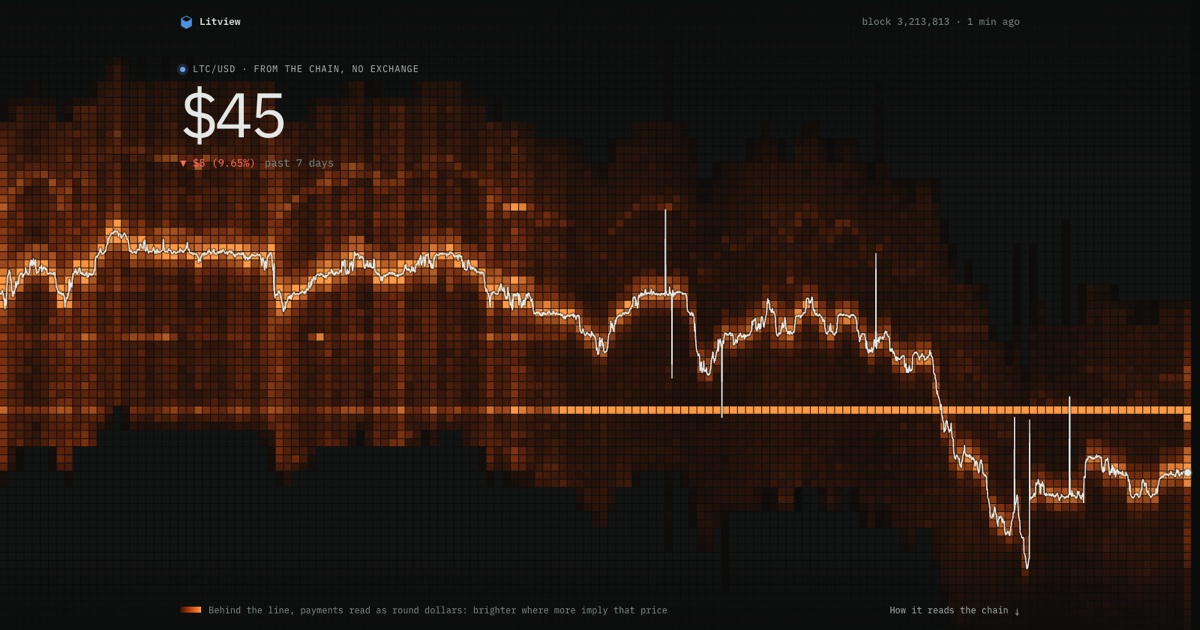 Litview
block 3,213,813 · 1 min ago
LTC/USD · FROM THE CHAIN, NO EXCHANGE
$45
▼ $5 (9.65%) past 7 days
Behind the line, payments read as round dollars: brighter where more imply that price
How it reads the chain ↓